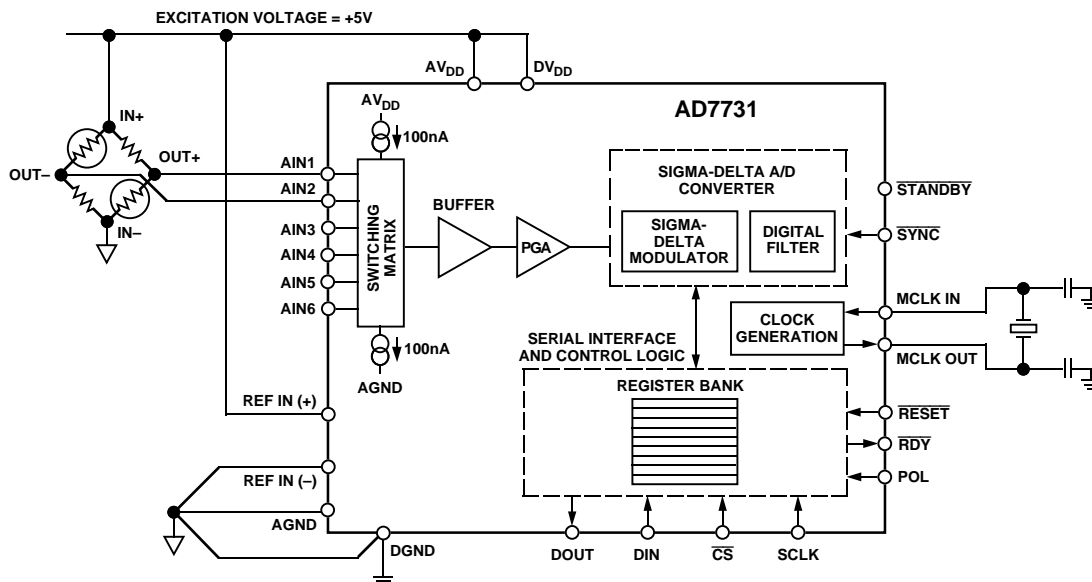 EXCITATION VOLTAGE = +5V
AVDD
DVDD
AD7731
AVDD
100nA
IN+
OUT+
OUT–
IN–
AIN1
AIN2
AIN3
AIN4
AIN5
AIN6
SWITCHING
MATRIX
BUFFER
PGA
SIGMA-DELTA A/D
CONVERTER
SIGMA-
DELTA
MODULATOR
DIGITAL
FILTER
STANDBY
SYNC
MCLK IN
CLOCK
GENERATION
MCLK OUT
100nA
AGND
SERIAL INTERFACE
AND CONTROL LOGIC
REGISTER BANK
REF IN (+)
RESET
RDY
REF IN (–)
POL
AGND
DGND
DOUT
DIN
CS
SCLK